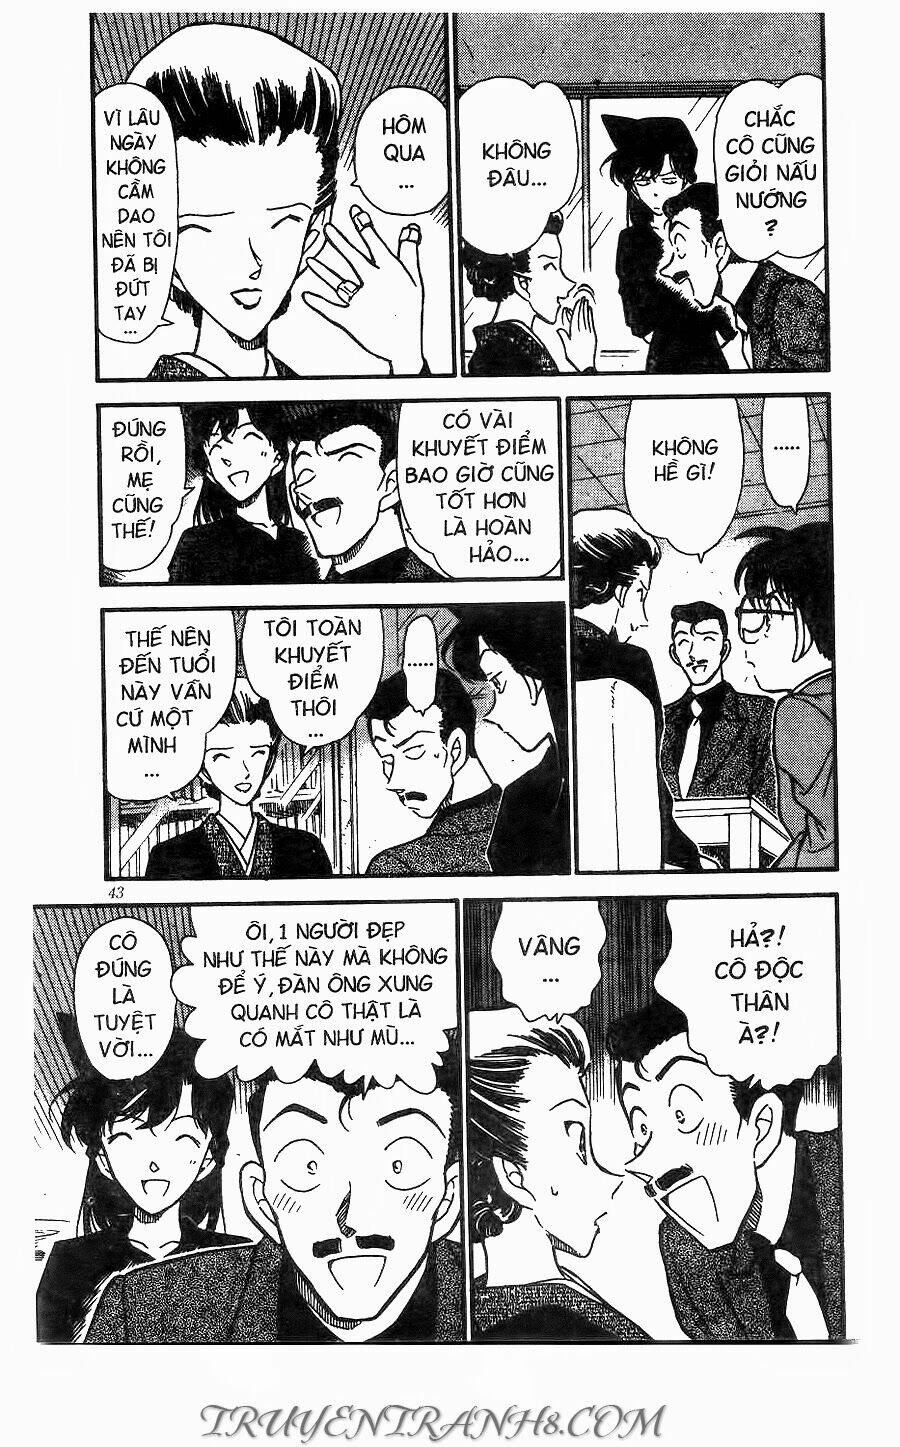 CHẮC
CÔ CŨNG
GIỎI NẤU
NƯỚNG
?
KHÔNG
ĐÂU...
HÔM
QUA
...
VÌ LÂU
NGÀY
KHÔNG
CẦM
DAO
NÊN TÔI
ĐÃ BỊ
ĐỨT
TAY
...
......
KHÔNG
HỀ GÌ!
CÓ VÀI
KHUYẾT ĐIỂM
BAO GIỜ CŨNG
TỐT HƠN
LÀ HOÀN
HẢO...
ĐÚNG
RỒI,
MẸ
CŨNG
THẾ!
......
TÔI TOÀN
KHUYẾT
ĐIỂM
THÔI
...
THẾ NÊN
ĐẾN TUỔI
NÀY VẪN
CỨ MỘT
MÌNH
...
43
HẢ?!
CÔ ĐỘC
THÂN
À?!
VÂNG
...
ÔI, 1 NGƯỜI ĐẸP
NHƯ THẾ NÀY MÀ KHÔNG
ĐỂ Ý, ĐÀN ÔNG XUNG
QUANH CÔ THẬT LÀ
CÓ MẮT NHƯ MÙ...
CÔ
ĐÚNG
LÀ
TUYỆT
VỜI...
TRUYENTRANH8.COM